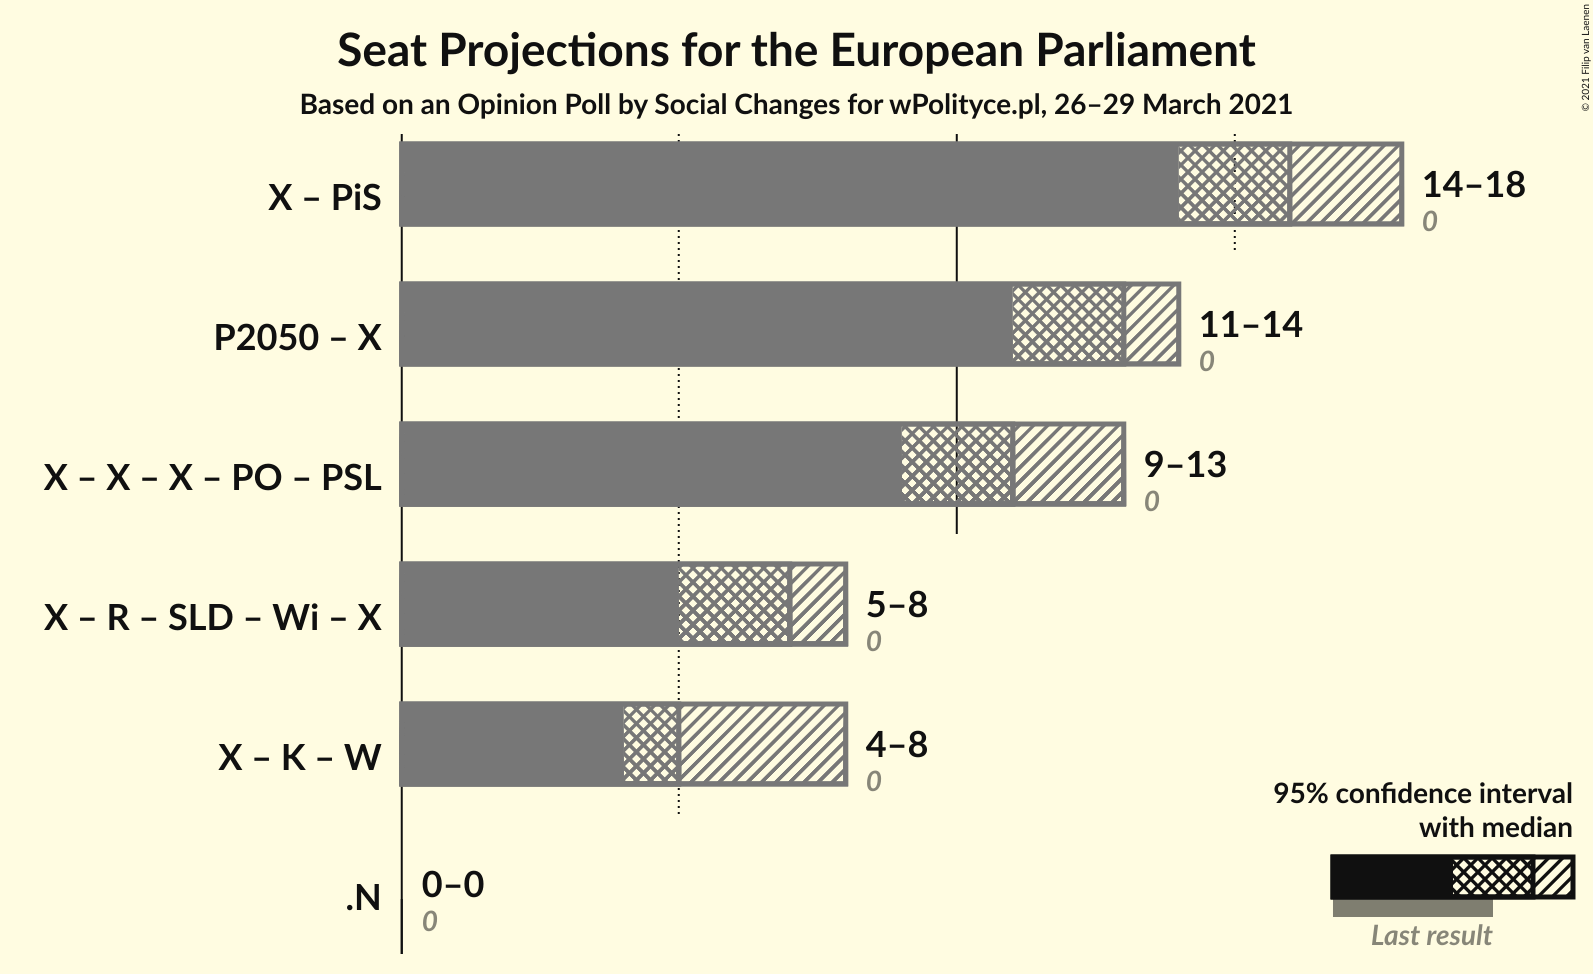 Seat Projections for the European Parliament
Based on an Opinion Poll by Social Changes for wPolityce.pl, 26–29 March 2021
© 2021 Filip van Laenen
X – PiS
14–18
0
P2050 – X
11–14
0
X – X – X – PO – PSL
9–13
0
X – R – SLD – Wi – X
5–8
0
X – K – W
4–8
0
.N
0–0
0
95% confidence interval
with median
Last result